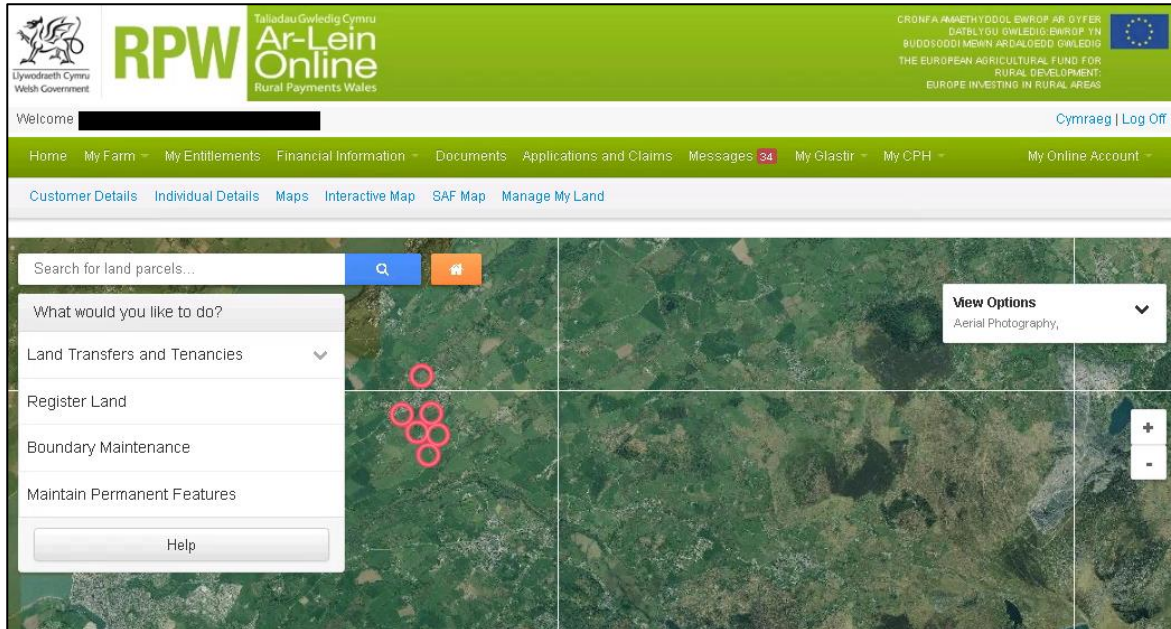 Llywodraeth Cymru
Welsh Government
RPW
Taliadau Gwledig Cymru
Ar-Lein
Online
Rural Payments Wales
CRONFA AMAETHYDDOL EWROP AR GYFER
DATBLYGU GWLEDIG:EWROP YN
BUDDSODDI MEWN ARDALOEDD GWLEDIG
THE EUROPEAN AGRICULTURAL FUND FOR
RURAL DEVELOPMENT:
EUROPE INVESTING IN RURAL AREAS
Welcome
Cymraeg | Log Off
Home My Farm My Entitlements Financial Information Documents Applications and Claims Messages 34 My Glastir My CPH My Online Account
Customer Details Individual Details Maps Interactive Map SAF Map Manage My Land
Search for land parcels...
What would you like to do?
Land Transfers and Tenancies
Register Land
Boundary Maintenance
Maintain Permanent Features
Help
View Options
Aerial Photography,
+
-